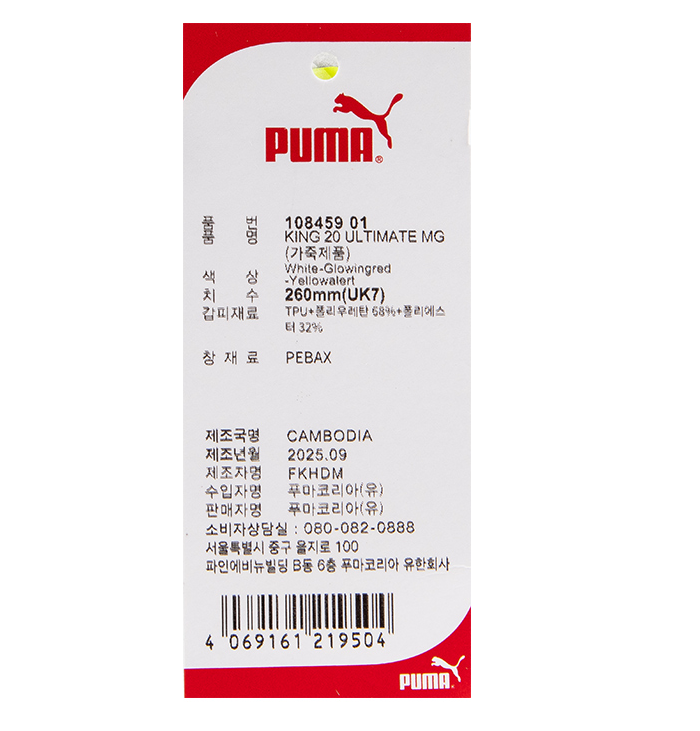 PUMA®
품 번 108459 01
품 명 KING 20 ULTIMATE MG
(가죽제품)
색 상 White-Glowingred
-Yellowalert
치 수 260mm(UK7)
갑피재료 TPU+폴리우레탄 68%+폴리에스
터 32%
창 재 료 PEBAX
제조국명 CAMBODIA
제조년월 2025.09
제조자명 FKHDM
수입자명 푸마코리아(유)
판매자명 푸마코리아(유)
소비자상담실 : 080-082-0888
서울특별시 중구 을지로 100
파인에비뉴빌딩 B동 6층 푸마코리아 유한회사
4 069161 219504
PUMA